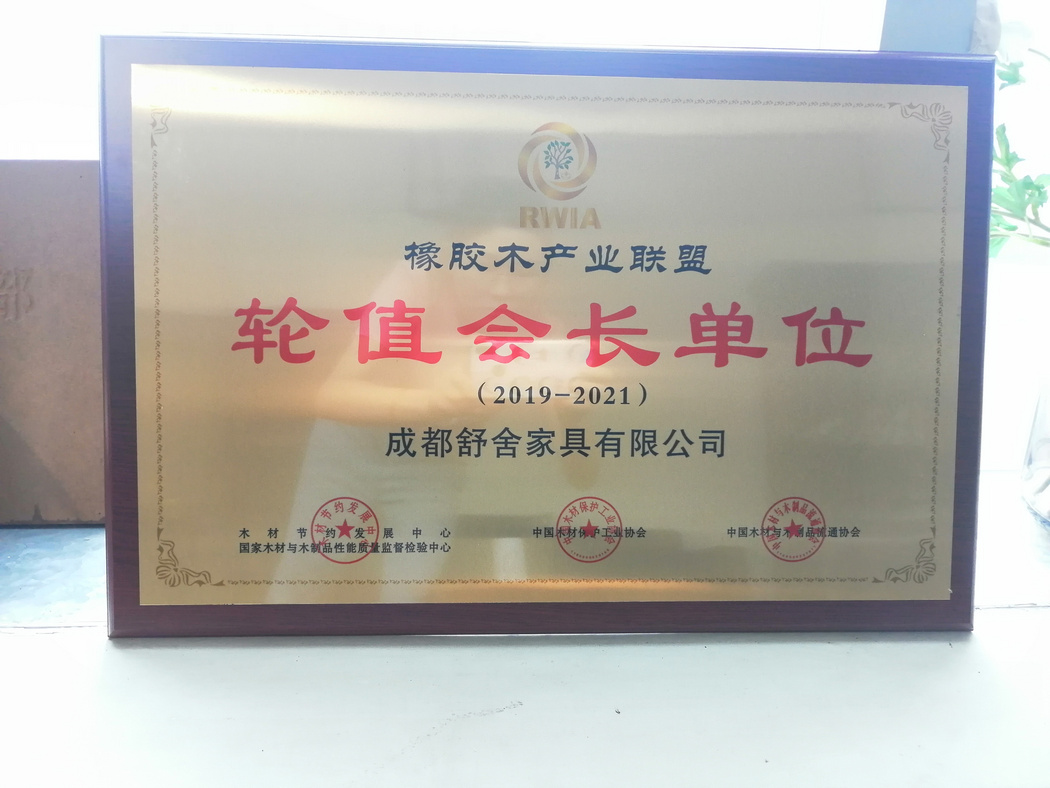 RWIA
橡胶木产业联盟
轮值会长单位
（2019-2021）
成都舒舍家具有限公司
木材节约发展中心
国家木材与木制品性能质量监督检验中心
中国木材保护工业协会
中国木材与木制品流通协会